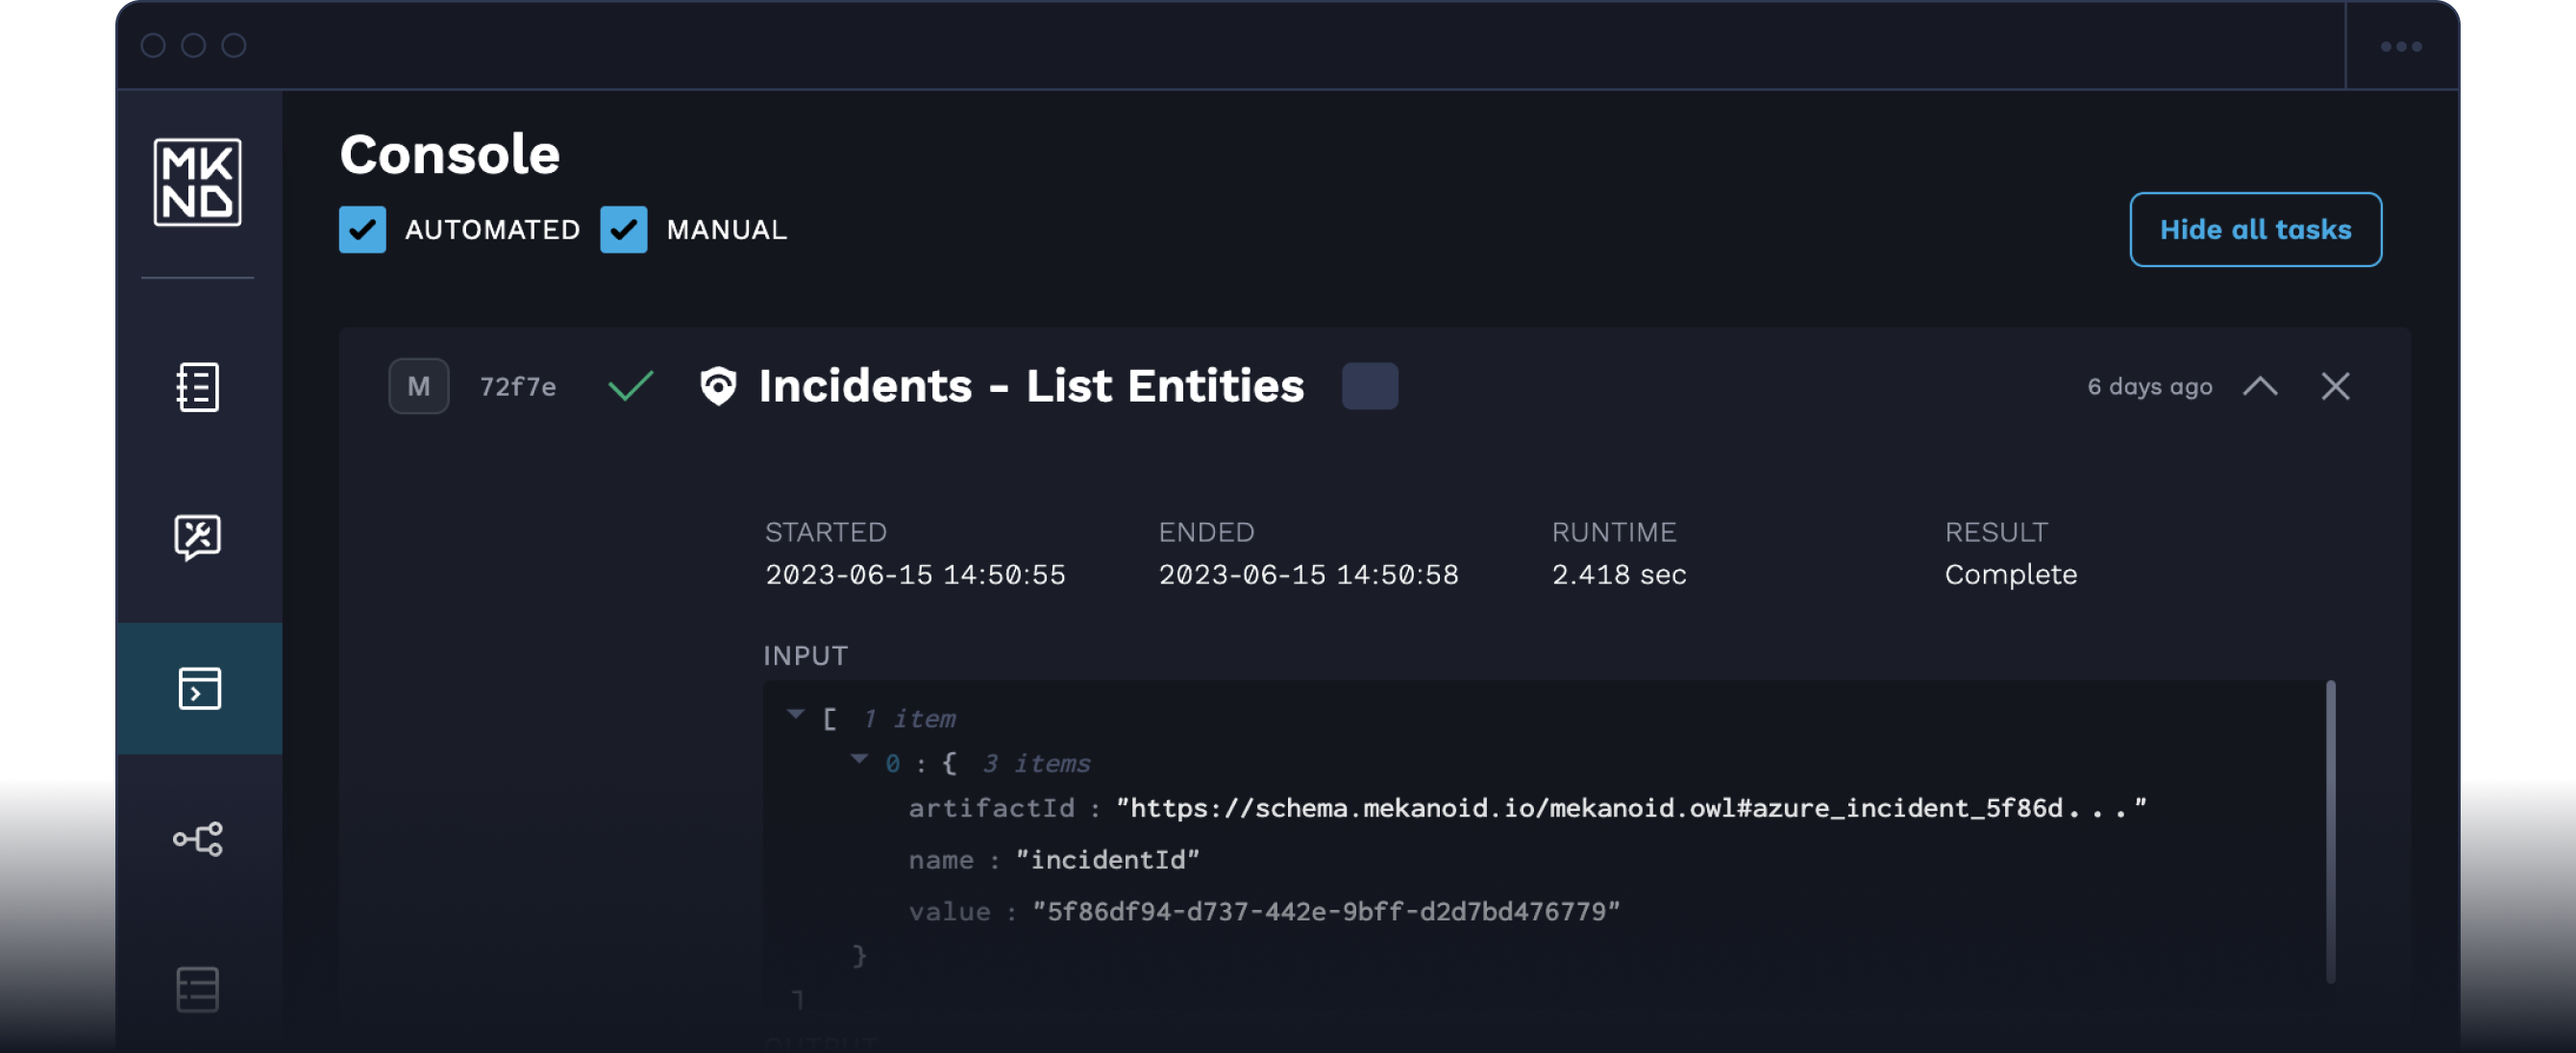 MK
ND
Console
AUTOMATED MANUAL
Hide all tasks
M 72f7e Incidents - List Entities 6 days ago
STARTED ENDED RUNTIME RESULT
2023-06-15 14:50:55 2023-06-15 14:50:58 2.418 sec Complete
INPUT
[ 1 item
0 : { 3 items
artifactId : "https://schema.mekanoid.io/mekanoid.owl#azure_incident_5f86d..."
name : "incidentId"
value : "5f86df94-d737-442e-9bff-d2d7bd476779"
}
]
OUTPUT